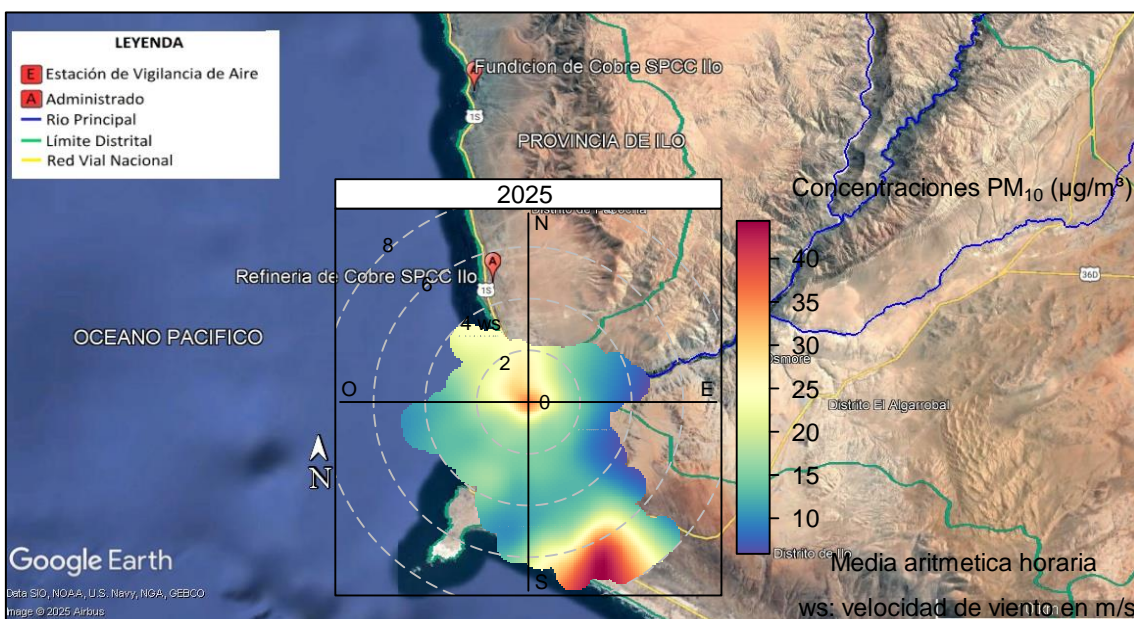 LEYENDA
E Estación de Vigilancia de Aire
A Administrado
Rio Principal
Límite Distrital
Red Vial Nacional
Fundicion de Cobre SPCC Ilo
1S
PROVINCIA DE ILO
2025
Concentraciones PM₁₀ (µg/m³)
N
8
A
Refineria de Cobre SPCC Ilo
6
1S
36D
40
35
30
25
20
15
10
OCEANO PACIFICO
4 ws
2
O
0
E
Distrito El Algarrobal
N
S
Distrito de Ilo
Google Earth
Media aritmetica horaria
Data SIO, NOAA, U.S. Navy, NGA, GEBCO
Image © 2025 Airbus
ws: velocidad de viento en m/s